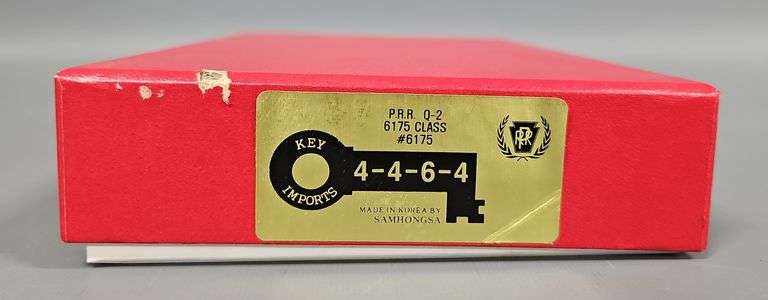 P.R.R. Q-2
6175 CLASS
#6175
PRR
KEY
IMPORTS
4-4-6-4
MADE IN KOREA BY
SAMHONGSA